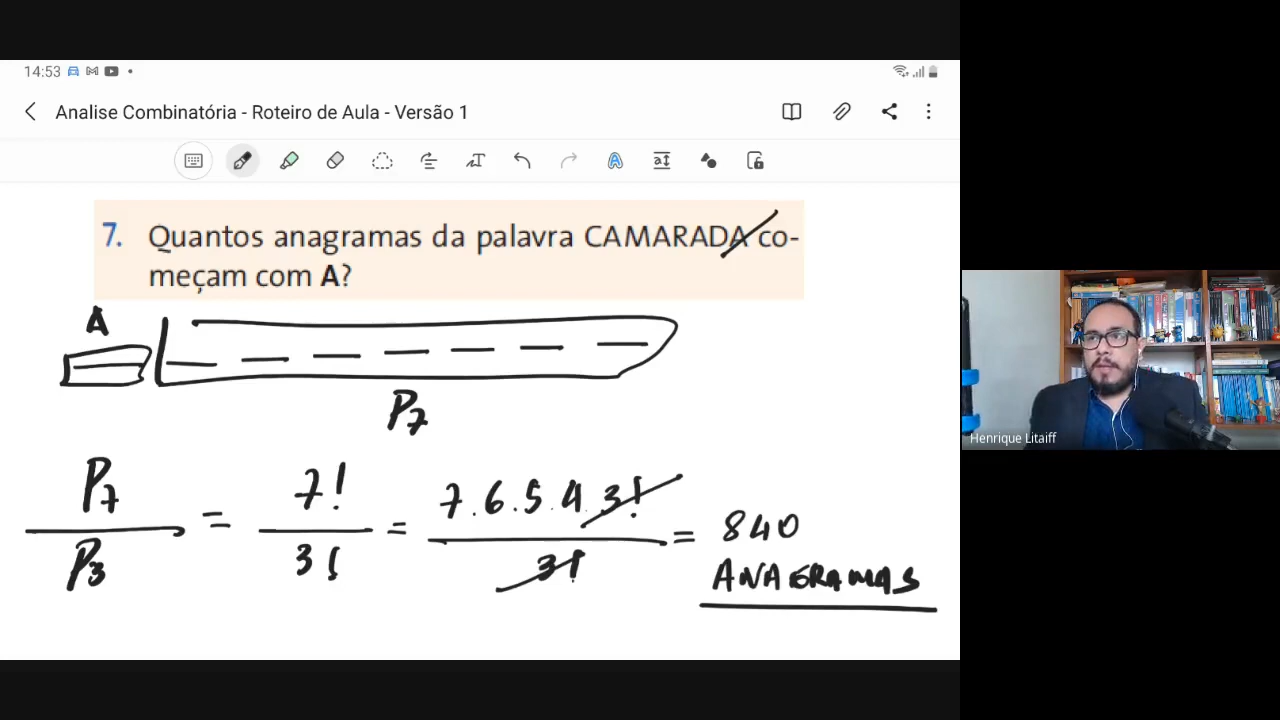 14:53
Analise Combinatória - Roteiro de Aula - Versão 1
7. Quantos anagramas da palavra CAMARADA co-
meçam com A?
A
P7
P7/P3 = 7!/3! = 7.6.5.4.3!/3! = 840
ANAGRAMAS
Henrique Litaiff